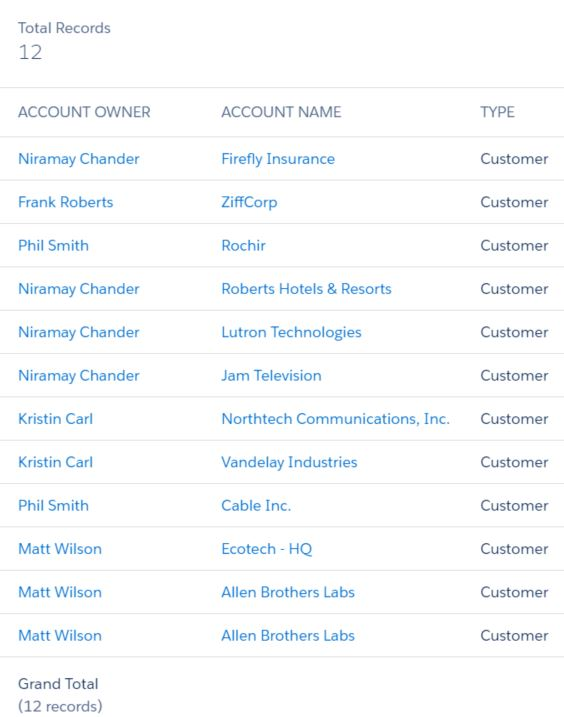 Total Records
12
ACCOUNT OWNER ACCOUNT NAME TYPE
Niramay Chander Firefly Insurance Customer
Frank Roberts ZiffCorp Customer
Phil Smith Rochir Customer
Niramay Chander Roberts Hotels & Resorts Customer
Niramay Chander Lutron Technologies Customer
Niramay Chander Jam Television Customer
Kristin Carl Northtech Communications, Inc. Customer
Kristin Carl Vandelay Industries Customer
Phil Smith Cable Inc. Customer
Matt Wilson Ecotech - HQ Customer
Matt Wilson Allen Brothers Labs Customer
Matt Wilson Allen Brothers Labs Customer
Grand Total
(12 records)